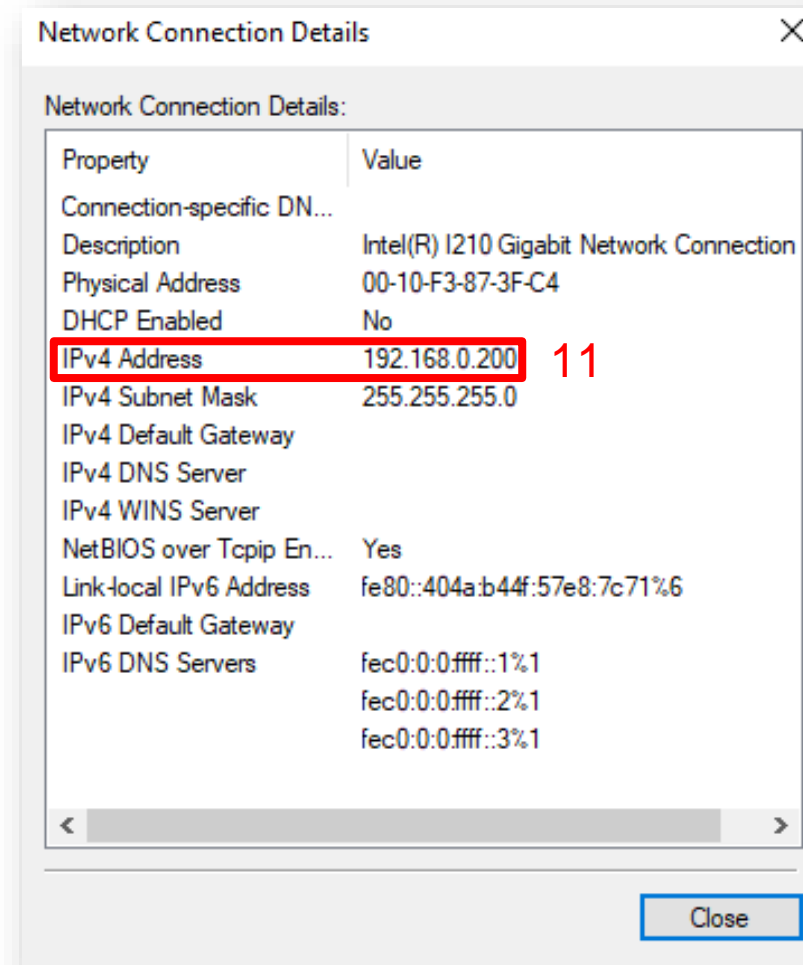 Network Connection Details
Network Connection Details:
Property Value
Connection-specific DN...
Description Intel(R) I210 Gigabit Network Connection
Physical Address 00-10-F3-87-3F-C4
DHCP Enabled No
IPv4 Address 192.168.0.200 11
IPv4 Subnet Mask 255.255.255.0
IPv4 Default Gateway
IPv4 DNS Server
IPv4 WINS Server
NetBIOS over Tcpip En... Yes
Link-local IPv6 Address fe80::404a:b44f:57e8:7c71%6
IPv6 Default Gateway
IPv6 DNS Servers fec0:0:0:ffff::1%1
fec0:0:0:ffff::2%1
fec0:0:0:ffff::3%1
Close